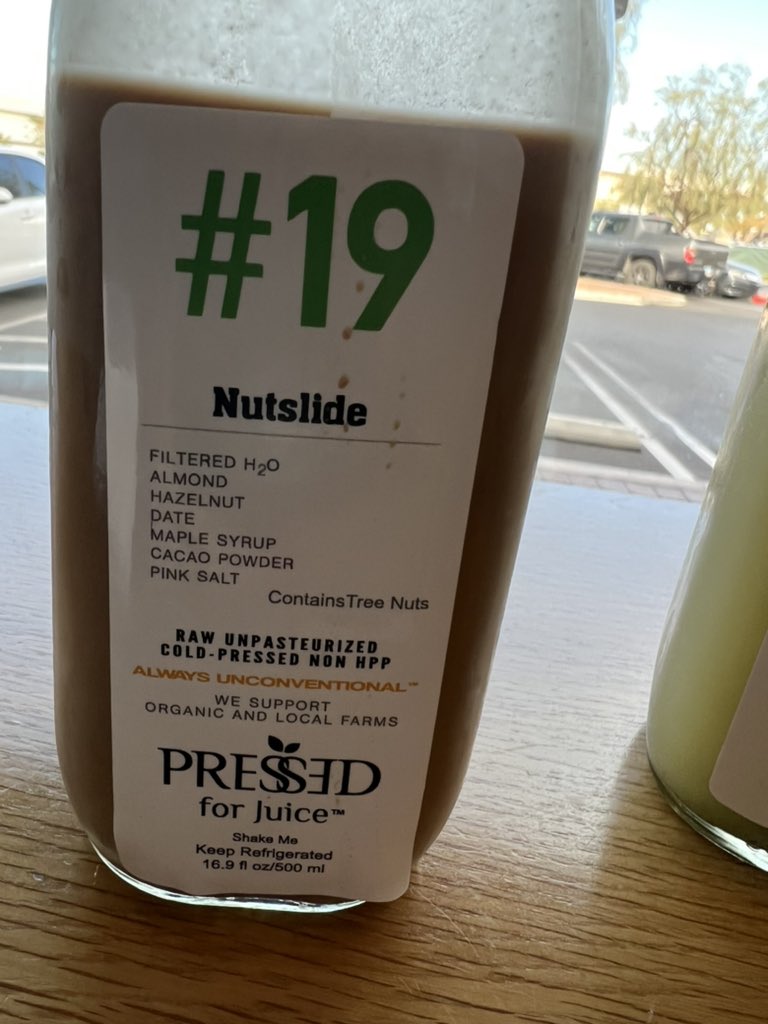 #19
Nutslide
FILTERED H₂O
ALMOND
HAZELNUT
DATE
MAPLE SYRUP
CACAO POWDER
PINK SALT
ContainsTree Nuts
RAW UNPASTEURIZED
COLD-PRESSED NON HPP
ALWAYS UNCONVENTIONAL™
WE SUPPORT
ORGANIC AND LOCAL FARMS
PRESSED
for Juice™
Shake Me
Keep Refrigerated
16.9 fl oz/500 ml